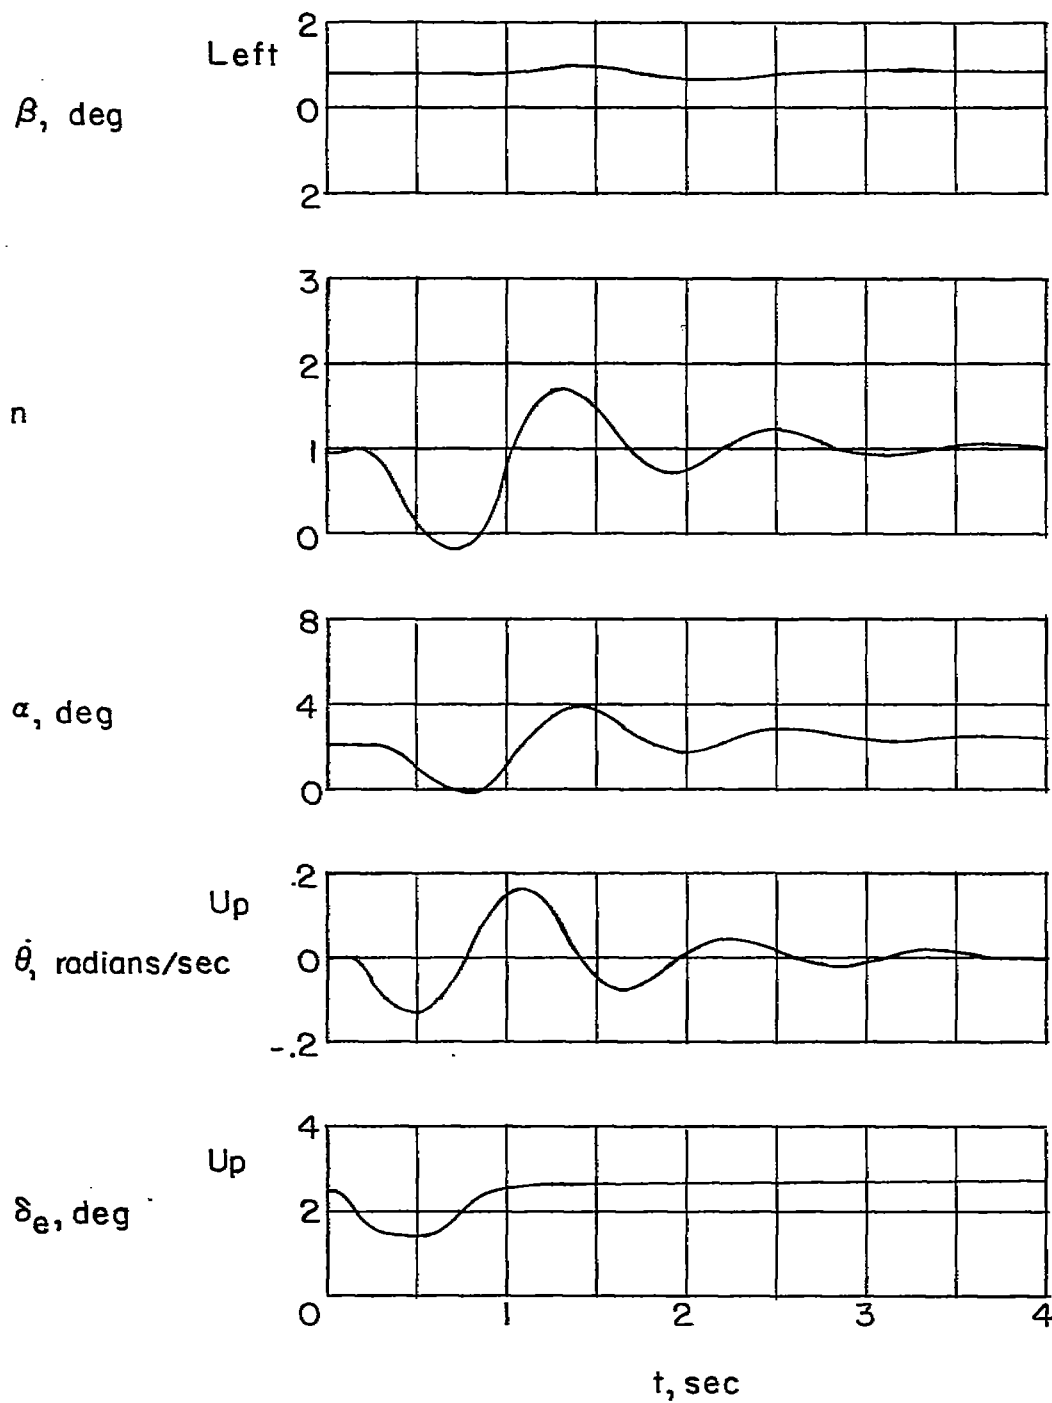 2
Left
β, deg
0
2
3
2
n
1
0
8
α, deg
4
0
.2
Up
θ̇, radians/sec
0
-.2
4
Up
δe, deg
2
0 1 2 3 4
t, sec